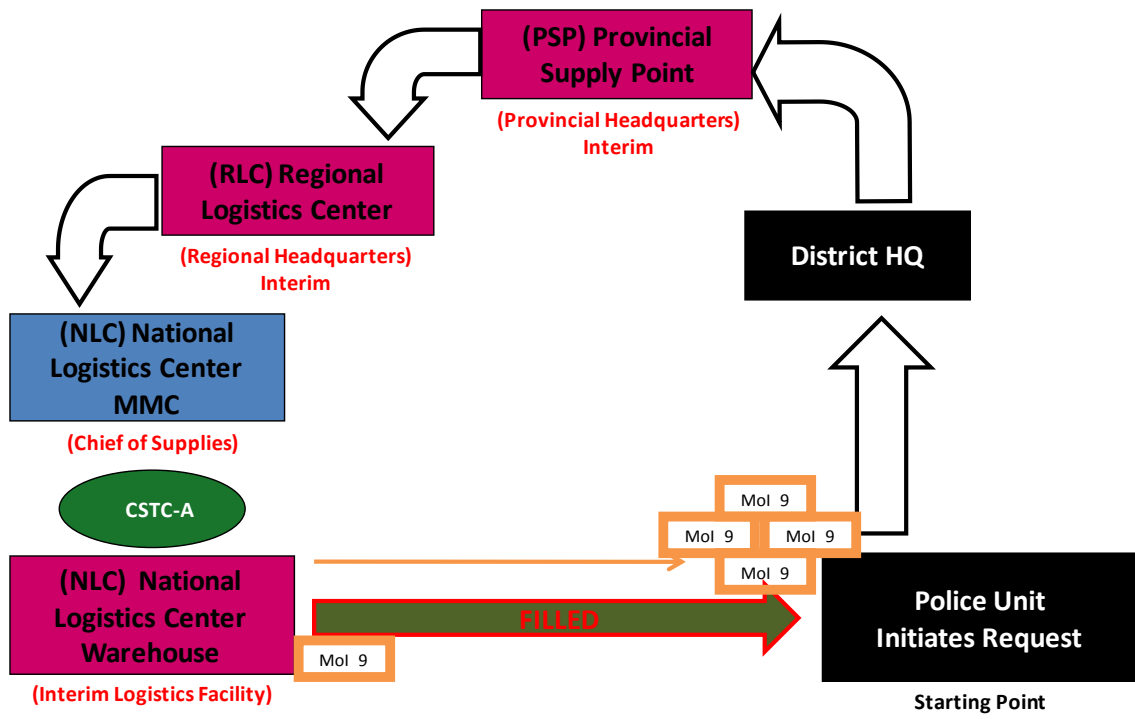 (PSP) Provincial
Supply Point
(Provincial Headquarters)
Interim
(RLC) Regional
Logistics Center
(Regional Headquarters)
Interim
District HQ
(NLC) National
Logistics Center
MMC
(Chief of Supplies)
CSTC-A
MoI 9
MoI 9
MoI 9
MoI 9
(NLC) National
Logistics Center
Warehouse
(Interim Logistics Facility)
MoI 9
FILLED
Police Unit
Initiates Request
Starting Point